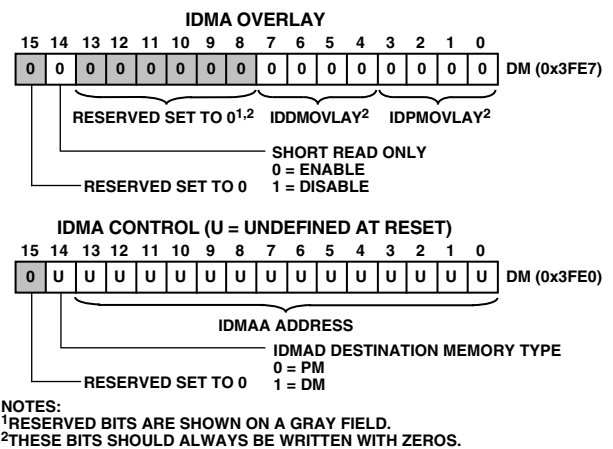 IDMA OVERLAY
15 14 13 12 11 10 9 8 7 6 5 4 3 2 1 0
0 0 0 0 0 0 0 0 0 0 0 0 0 0 0 0 DM (0x3FE7)
RESERVED SET TO 0¹,² IDDMOVLAY² IDPMOVLAY²
SHORT READ ONLY
0 = ENABLE
RESERVED SET TO 0 1 = DISABLE
IDMA CONTROL (U = UNDEFINED AT RESET)
15 14 13 12 11 10 9 8 7 6 5 4 3 2 1 0
0 U U U U U U U U U U U U U U U DM (0x3FE0)
IDMAA ADDRESS
IDMAD DESTINATION MEMORY TYPE
0 = PM
RESERVED SET TO 0 1 = DM
NOTES:
¹RESERVED BITS ARE SHOWN ON A GRAY FIELD.
²THESE BITS SHOULD ALWAYS BE WRITTEN WITH ZEROS.